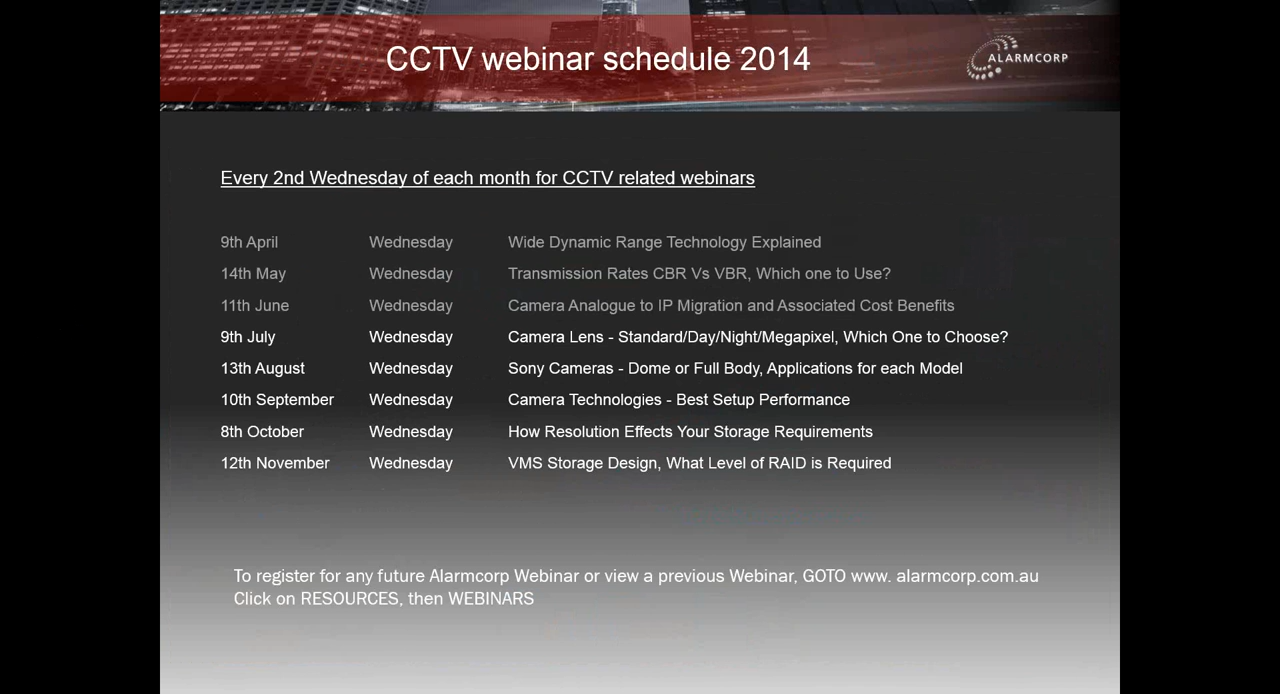 CCTV webinar schedule 2014
ALARMCORP
Every 2nd Wednesday of each month for CCTV related webinars
9th April Wednesday Wide Dynamic Range Technology Explained
14th May Wednesday Transmission Rates CBR Vs VBR, Which one to Use?
11th June Wednesday Camera Analogue to IP Migration and Associated Cost Benefits
9th July Wednesday Camera Lens - Standard/Day/Night/Megapixel, Which One to Choose?
13th August Wednesday Sony Cameras - Dome or Full Body, Applications for each Model
10th September Wednesday Camera Technologies - Best Setup Performance
8th October Wednesday How Resolution Effects Your Storage Requirements
12th November Wednesday VMS Storage Design, What Level of RAID is Required
To register for any future Alarmcorp Webinar or view a previous Webinar, GOTO www. alarmcorp.com.au
Click on RESOURCES, then WEBINARS